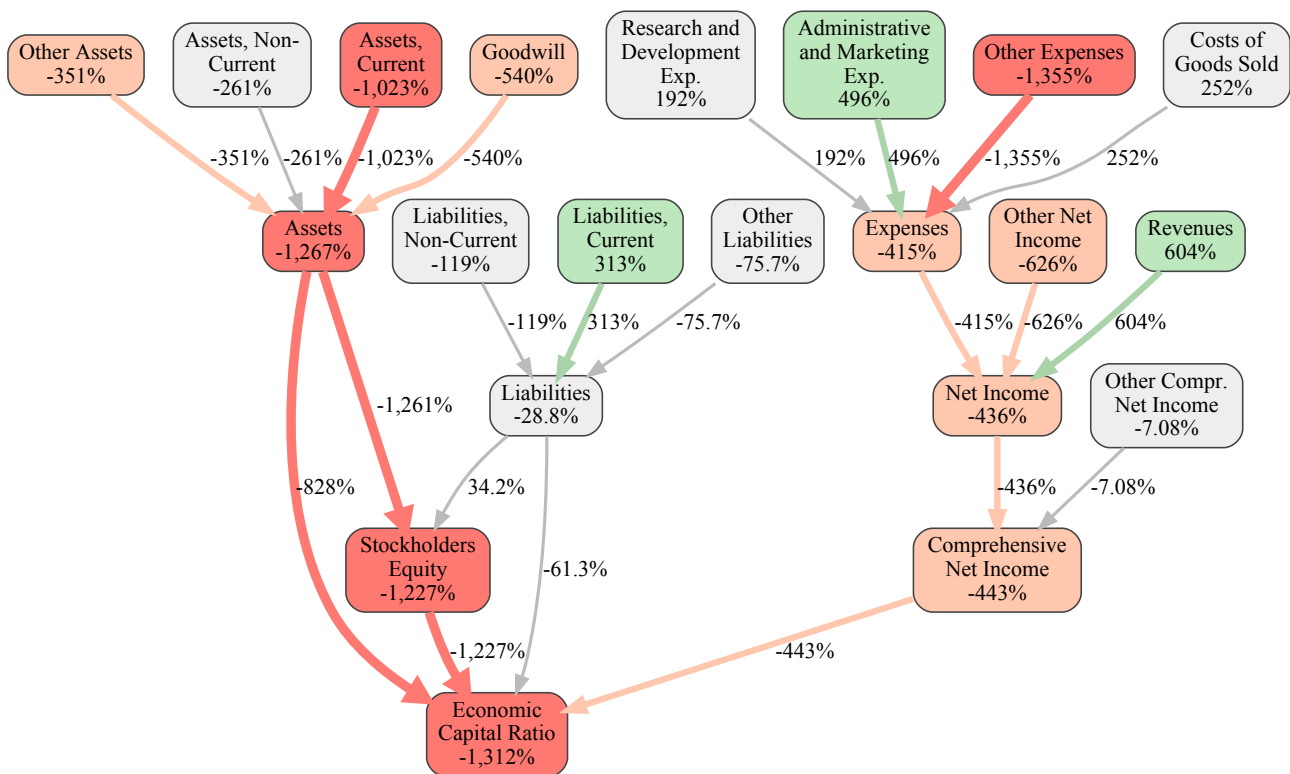 Other Assets
-351%
Assets, Non-
Current
-261%
Assets,
Current
-1,023%
Goodwill
-540%
Research and
Development
Exp.
192%
Administrative
and Marketing
Exp.
496%
Other Expenses
-1,355%
Costs of
Goods Sold
252%
-351%
-261%
-1,023%
-540%
192%
496%
-1,355%
252%
Assets
-1,267%
Liabilities,
Non-Current
-119%
Liabilities,
Current
313%
Other
Liabilities
-75.7%
Expenses
-415%
Other Net
Income
-626%
Revenues
604%
-119%
313%
-75.7%
-415%
-626%
604%
-1,261%
Liabilities
-28.8%
Net Income
-436%
Other Compr.
Net Income
-7.08%
-828%
34.2%
-436%
-7.08%
Stockholders
Equity
-1,227%
-61.3%
Comprehensive
Net Income
-443%
-1,227%
-443%
Economic
Capital Ratio
-1,312%